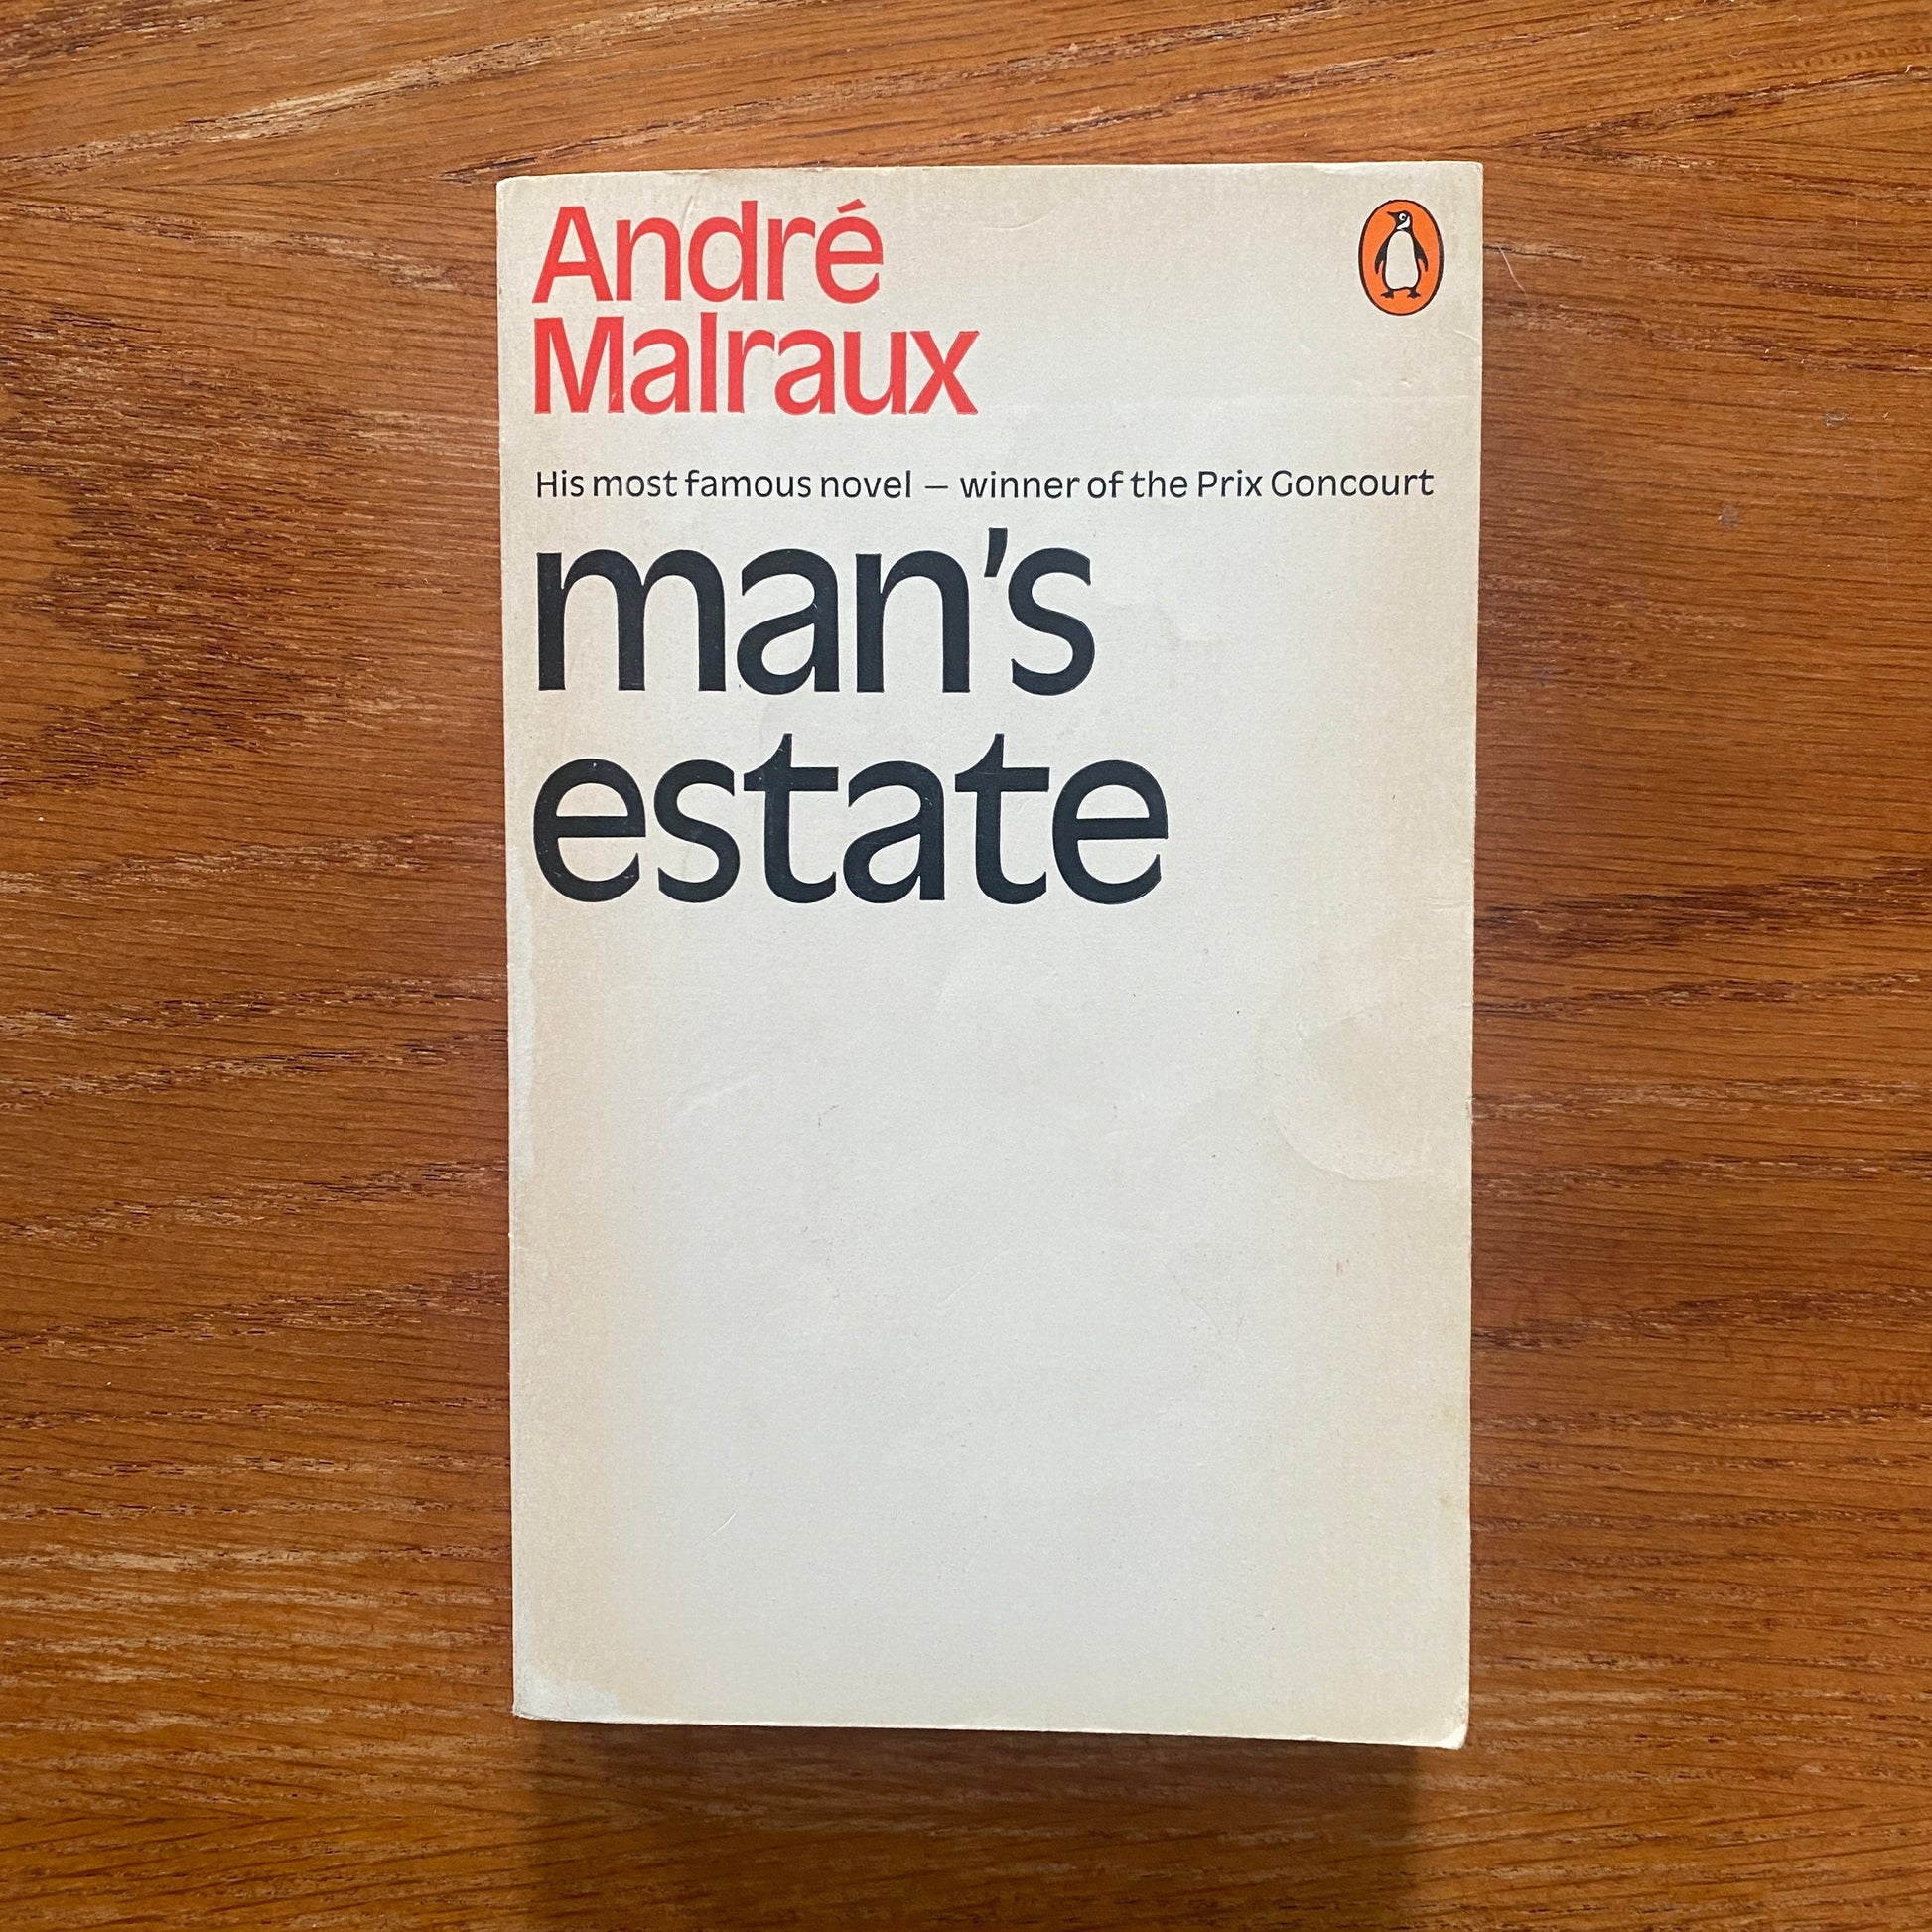 André
Malraux
His most famous novel – winner of the Prix Goncourt
man's
estate